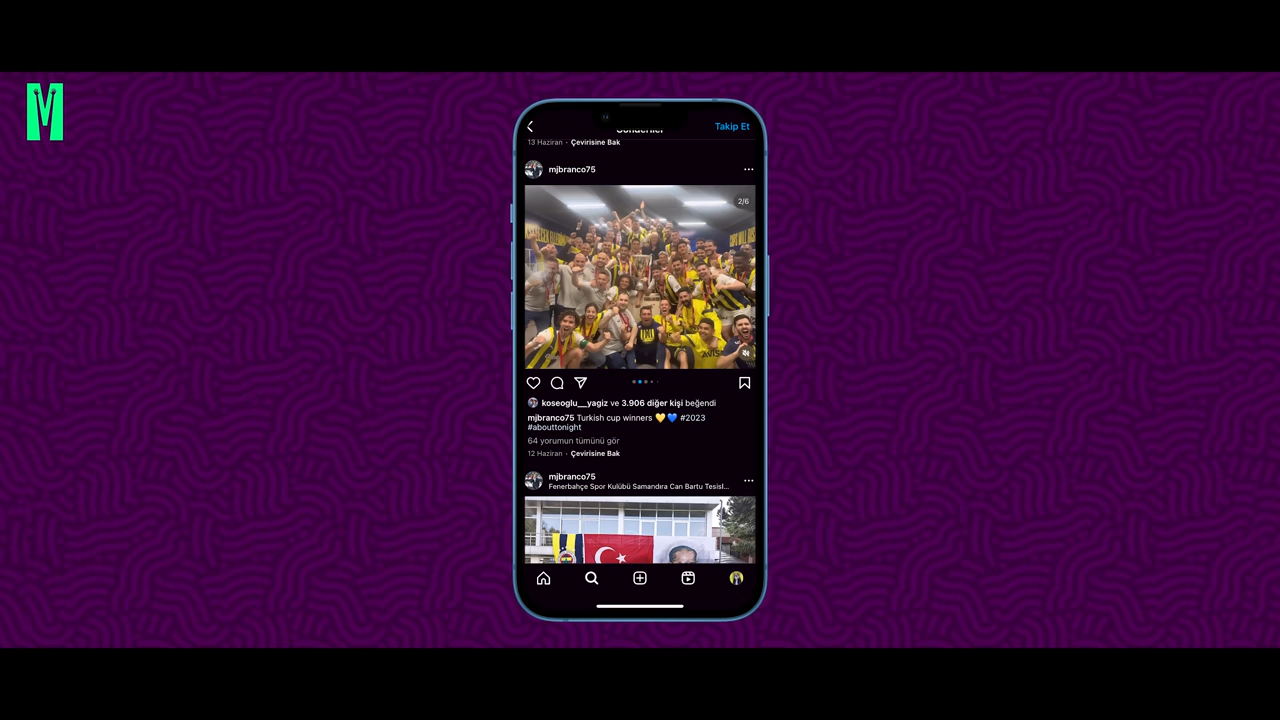 M
Gönderiler
Takip Et
13 Haziran · Çevirisine Bak
mjbranco75
2/6
AVIS
koseoglu__yagiz ve 3.906 diğer kişi beğendi
mjbranco75 Turkish cup winners 💛💙 #2023
#abouttonight
64 yorumun tümünü gör
12 Haziran · Çevirisine Bak
mjbranco75
Fenerbahçe Spor Kulübü Samandıra Can Bartu Tesisl...